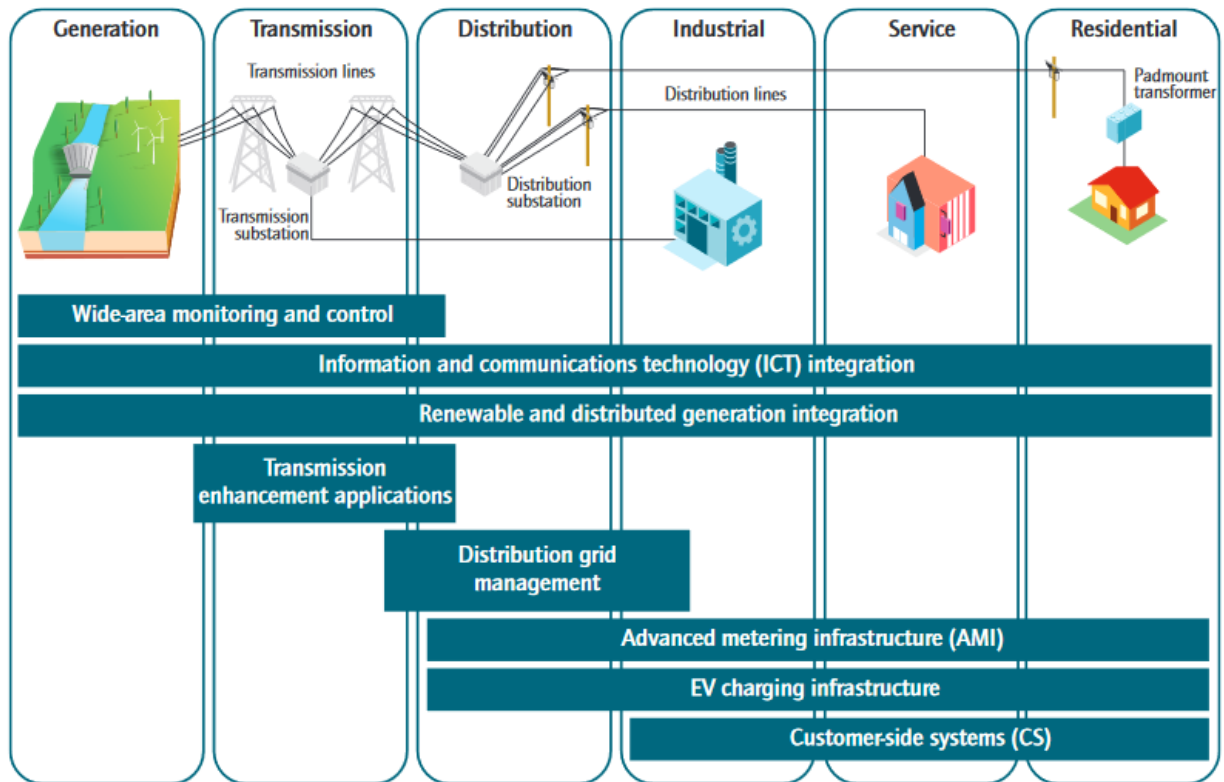 Generation
Transmission
Distribution
Industrial
Service
Residential
Transmission lines
Padmount
transformer
Distribution lines
Distribution
substation
Transmission
substation
Wide-area monitoring and control
Information and communications technology (ICT) integration
Renewable and distributed generation integration
Transmission
enhancement applications
Distribution grid
management
Advanced metering infrastructure (AMI)
EV charging infrastructure
Customer-side systems (CS)